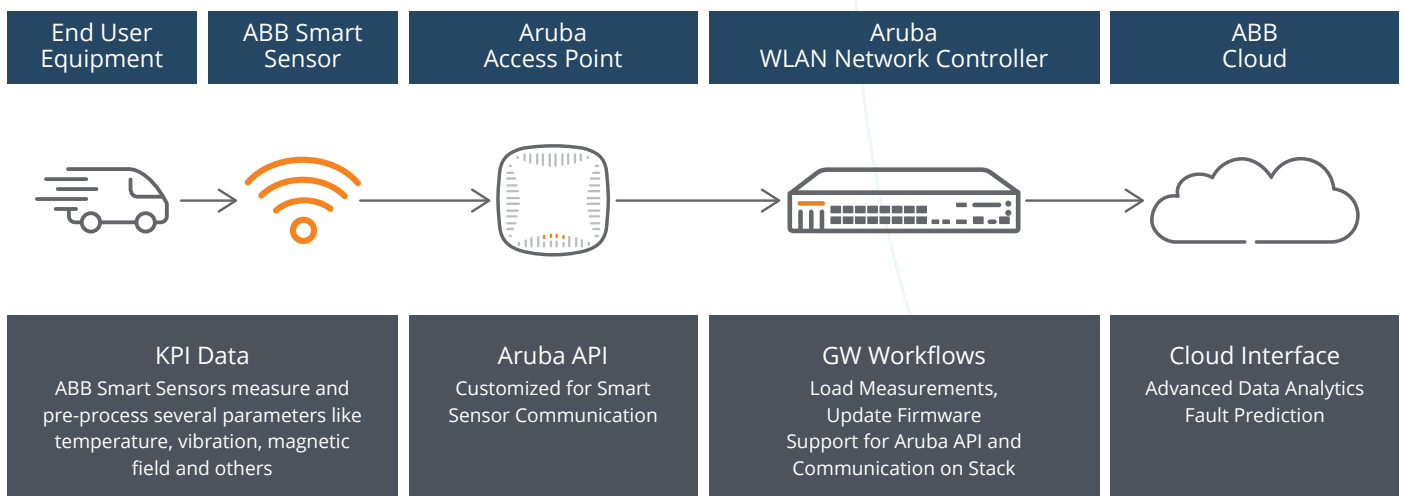 End User
Equipment
ABB Smart
Sensor
Aruba
Access Point
Aruba
WLAN Network Controller
ABB
Cloud
KPI Data
ABB Smart Sensors measure and
pre-process several parameters like
temperature, vibration, magnetic
field and others
Aruba API
Customized for Smart
Sensor Communication
GW Workflows
Load Measurements,
Update Firmware
Support for Aruba API and
Communication on Stack
Cloud Interface
Advanced Data Analytics
Fault Prediction